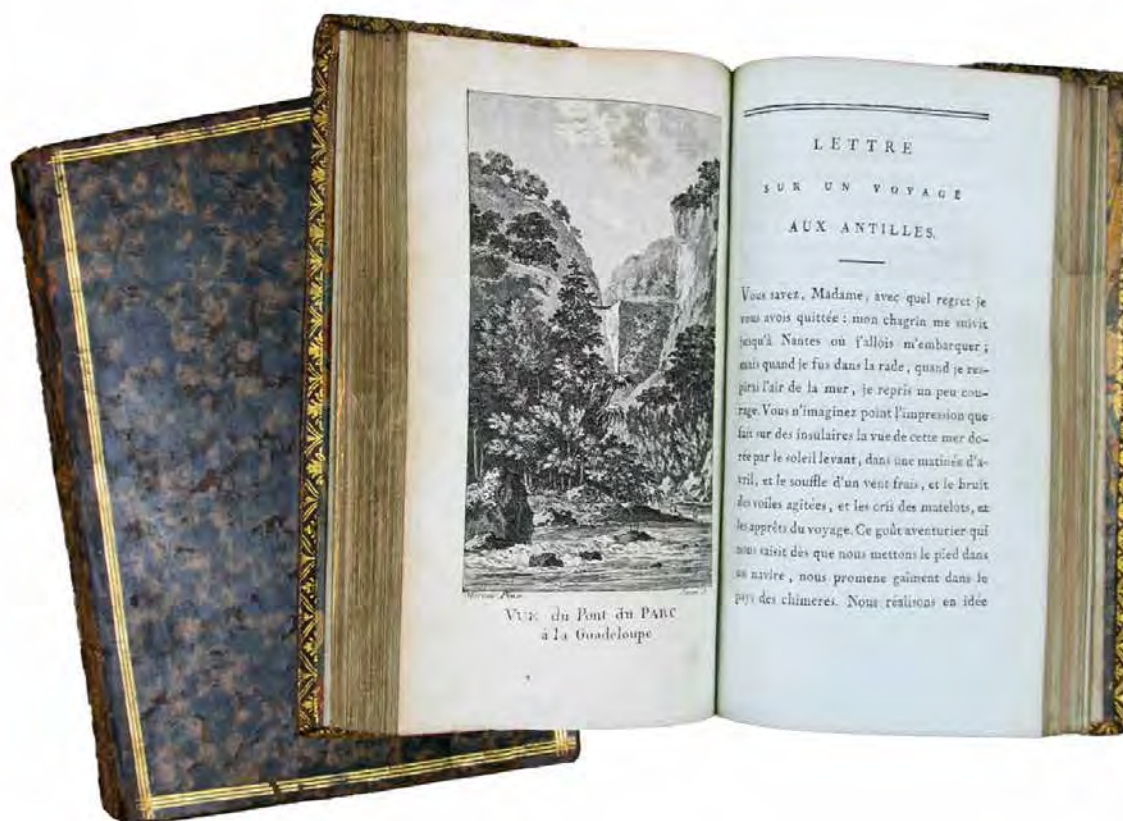 VUE du Pont du PARC
à la Guadeloupe
LETTRE
SUR UN VOYAGE
AUX ANTILLES.
Vous savez, Madame, avec quel regret je
vous avois quittée : mon chagrin me suivit
jusqu'à Nantes où j'allois m'embarquer ;
mais quand je fus dans la rade, quand je res-
pirai l'air de la mer, je repris un peu cou-
rage. Vous n'imaginez point l'impression que
fait sur des insulaires la vue de cette mer do-
rée par le soleil levant, dans une matinée d'a-
vril, et le souffle d'un vent frais, et le bruit
des voiles agitées, et les cris des matelots, et
les apprêts du voyage. Ce goût aventurier qui
nous saisit dès que nous mettons le pied dans
un navire, nous promene gaîment dans le
pays des chimeres. Nous réalisons en idée